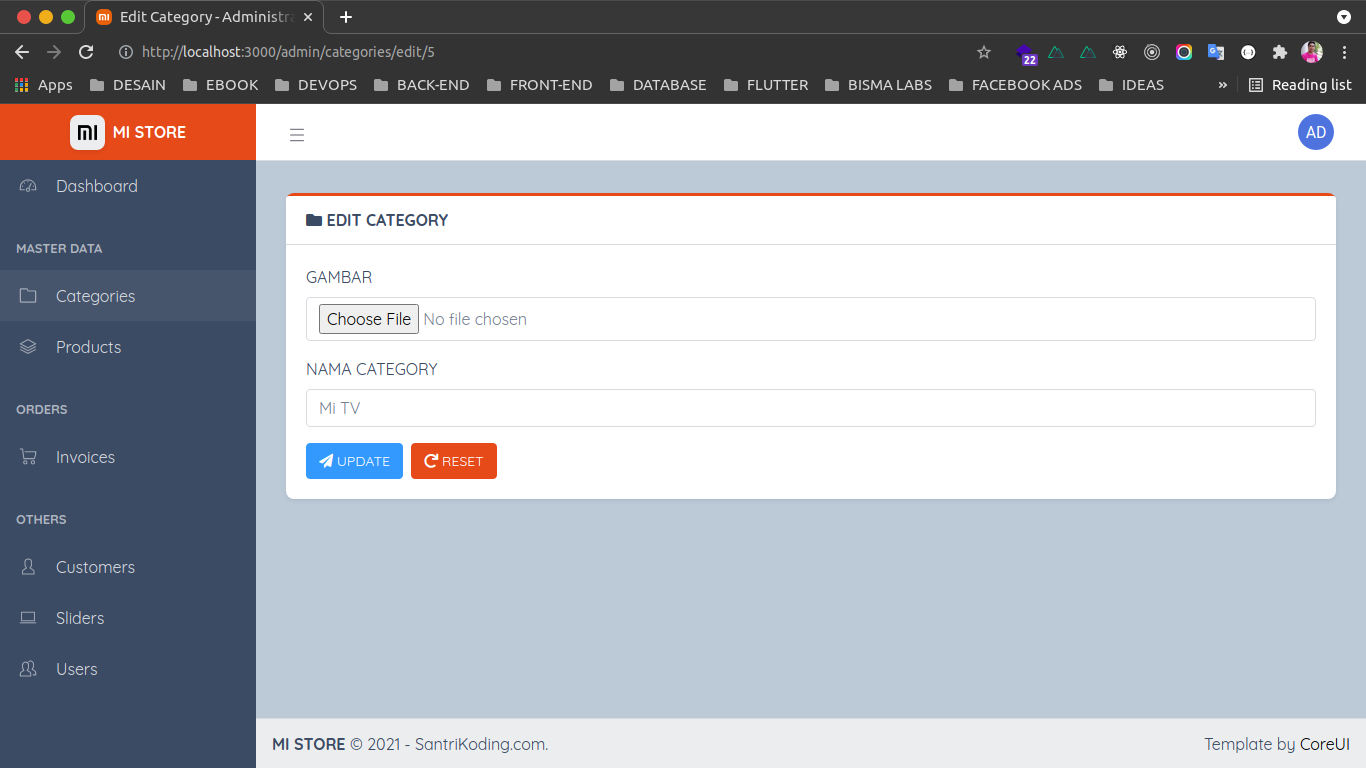 Edit Category - Administra
http://localhost:3000/admin/categories/edit/5
22
Apps DESAIN EBOOK DEVOPS BACK-END FRONT-END DATABASE FLUTTER BISMA LABS FACEBOOK ADS IDEAS » Reading list
MI STORE
AD
Dashboard
MASTER DATA
Categories
Products
ORDERS
Invoices
OTHERS
Customers
Sliders
Users
EDIT CATEGORY
GAMBAR
Choose File No file chosen
NAMA CATEGORY
Mi TV
UPDATE RESET
MI STORE © 2021 - SantriKoding.com.
Template by CoreUI